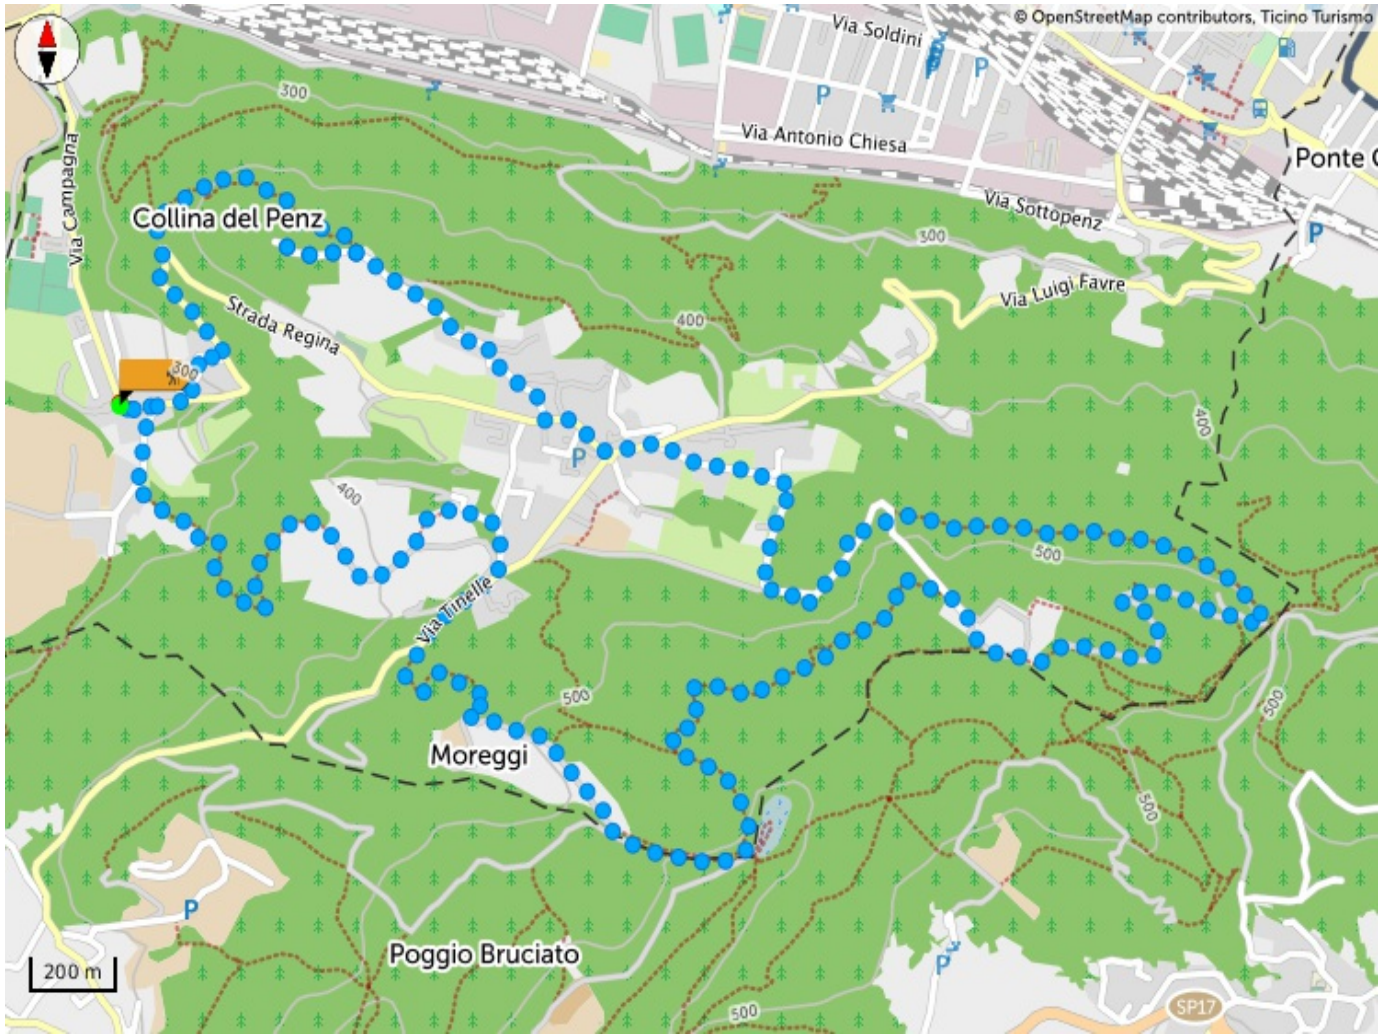 © OpenStreetMap contributors, Ticino Turismo
Via Soldini
P
300
P
Via Campagna
Via Antonio Chiesa
Ponte C
Collina del Penz
Via Sottopenz
P
300
Strada Regina
400
Via Luigi Favre
300
400
P
400
500
Via Tinelle
500
500
Moreggi
500
P
Poggio Bruciato
P
200 m
500
SP17